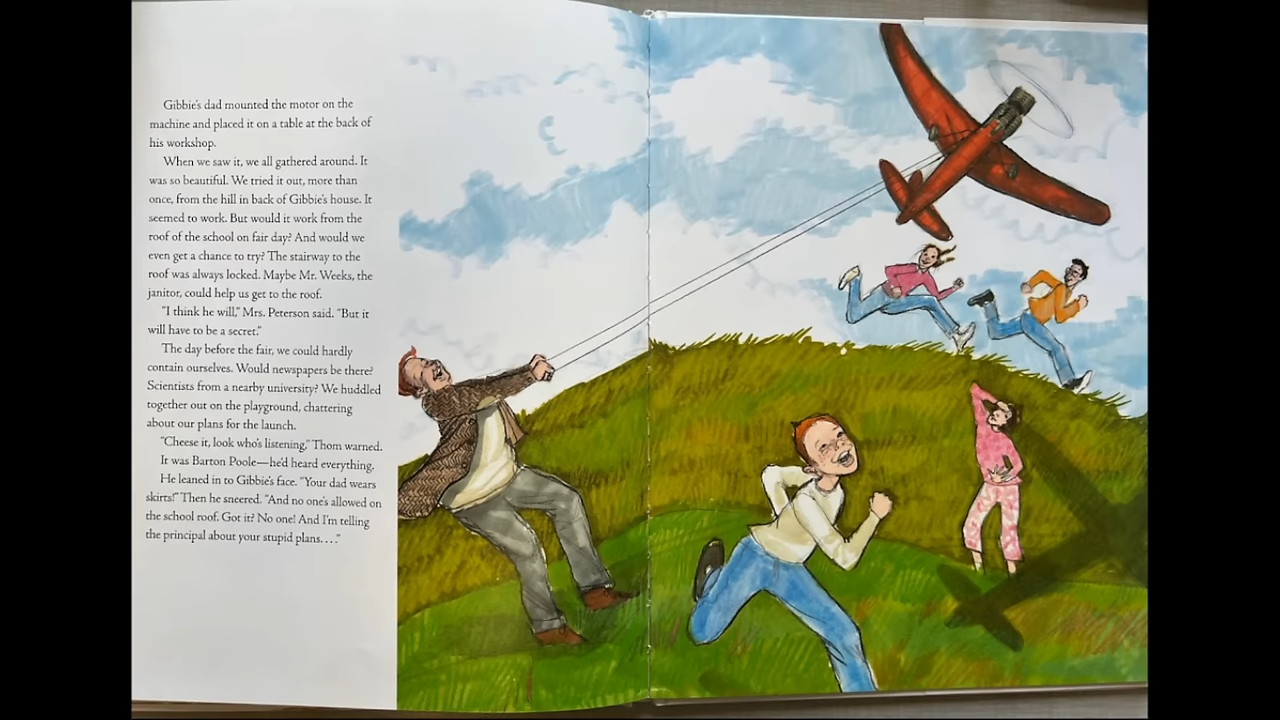 Gibbie's dad mounted the motor on the
machine and placed it on a table at the back of
his workshop.
When we saw it, we all gathered around. It
was so beautiful. We tried it out, more than
once, from the hill in back of Gibbie's house. It
seemed to work. But would it work from the
roof of the school on fair day? And would we
even get a chance to try? The stairway to the
roof was always locked. Maybe Mr. Weeks, the
janitor, could help us get to the roof.
"I think he will," Mrs. Peterson said. "But it
will have to be a secret."
The day before the fair, we could hardly
contain ourselves. Would newspapers be there?
Scientists from a nearby university? We huddled
together out on the playground, chattering
about our plans for the launch.
"Cheese it, look who's listening," Thom warned.
It was Barton Poole—he'd heard everything.
He leaned in to Gibbie's face. "Your dad wears
skirts!" Then he sneered. "And no one's allowed on
the school roof. Got it? No one! And I'm telling
the principal about your stupid plans. . . ."